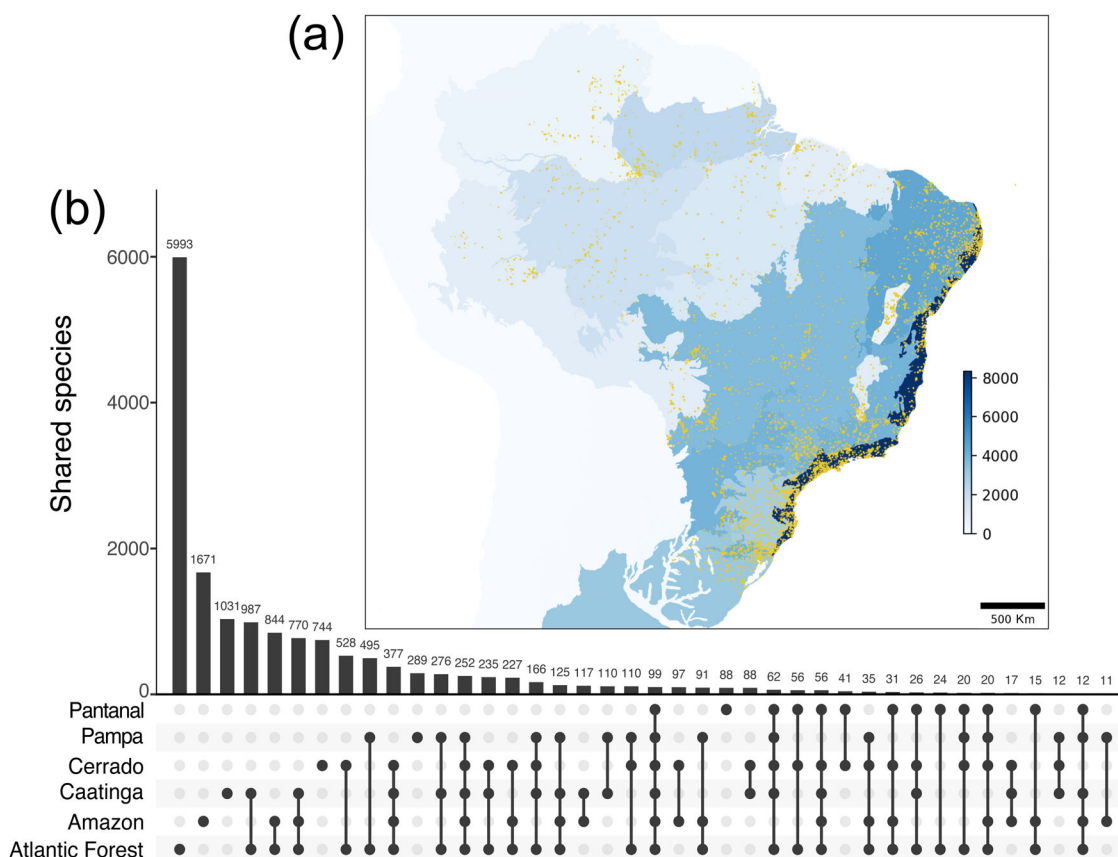 (a)
(b)
Shared species
6000
4000
2000
0
8000
6000
4000
2000
0
500 Km
5993
1671
1031 987
844 770 744
528 495
377
289 276 252 235 227
166 125 117 110 110 99 97 91 88 88 62 56 56 41 35 31 26 24 20 20 17 15 12 12 11
Pantanal
Pampa
Cerrado
Caatinga
Amazon
Atlantic Forest